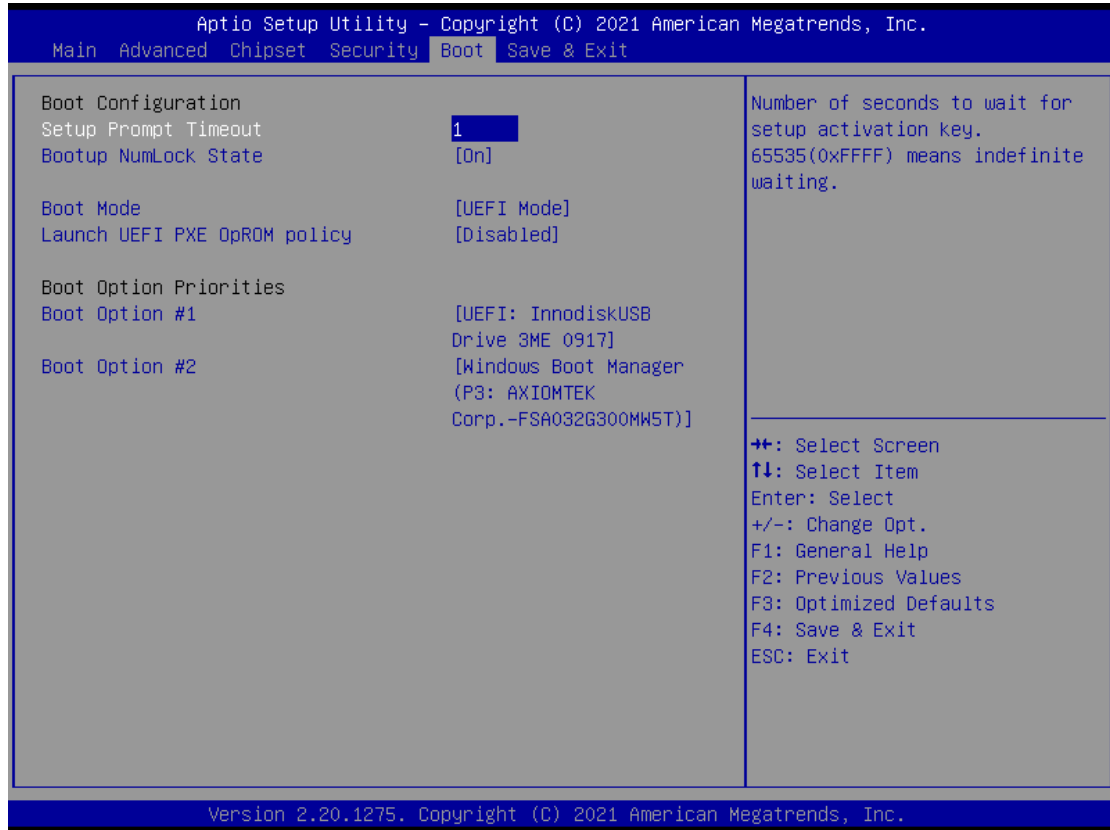 Aptio Setup Utility – Copyright (C) 2021 American Megatrends, Inc.
Main Advanced Chipset Security Boot Save & Exit
Boot Configuration
Setup Prompt Timeout 1
Bootup NumLock State [On]
Boot Mode [UEFI Mode]
Launch UEFI PXE OpROM policy [Disabled]
Boot Option Priorities
Boot Option #1 [UEFI: InnodiskUSB
Drive 3ME 0917]
Boot Option #2 [Windows Boot Manager
(P3: AXIOMTEK
Corp.-FSA032G300MW5T)]
Number of seconds to wait for
setup activation key.
65535(0xFFFF) means indefinite
waiting.
→←: Select Screen
↑↓: Select Item
Enter: Select
+/-: Change Opt.
F1: General Help
F2: Previous Values
F3: Optimized Defaults
F4: Save & Exit
ESC: Exit
Version 2.20.1275. Copyright (C) 2021 American Megatrends, Inc.